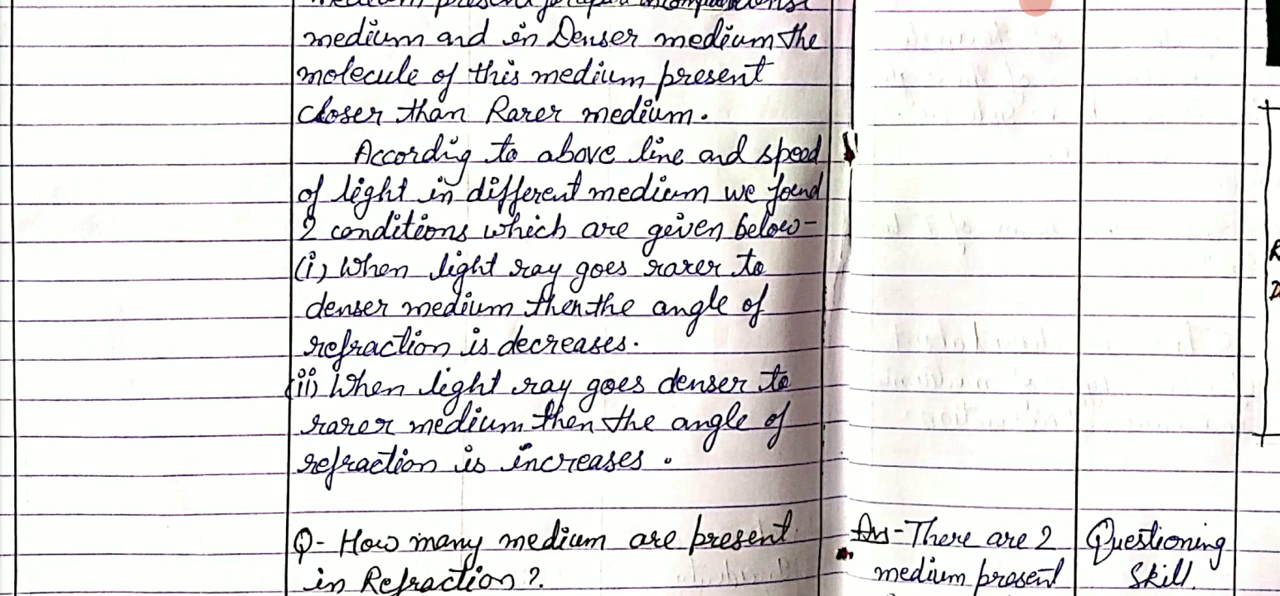 medium and in Denser medium the
molecule of this medium present
closer than Rarer medium.
According to above line and speed
of light in different medium we found
2 conditions which are given below-
(i) When light ray goes rarer to
denser medium then the angle of
refraction is decreases.
(ii) When light ray goes denser to
rarer medium then the angle of
refraction is increases.
Q- How many medium are present
in Refraction?
Ans- There are 2
medium present
Questioning
Skill.